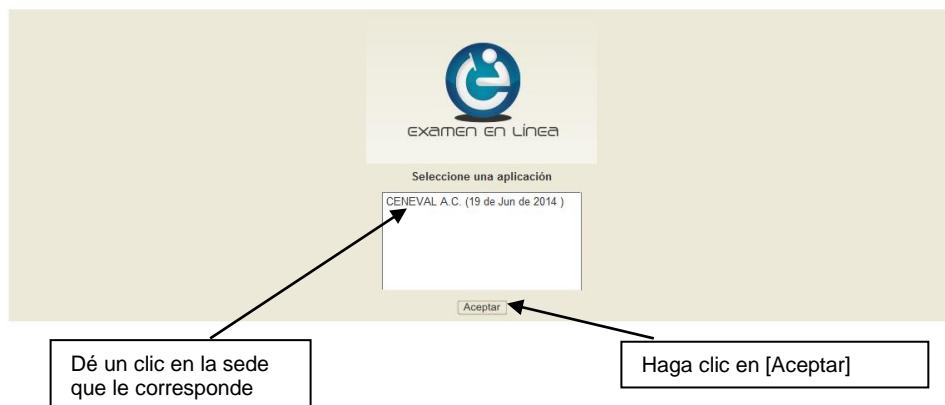 examen en Línea
Seleccione una aplicación
CENEVAL A.C. (19 de Jun de 2014 )
Aceptar
Dé un clic en la sede
que le corresponde
Haga clic en [Aceptar]